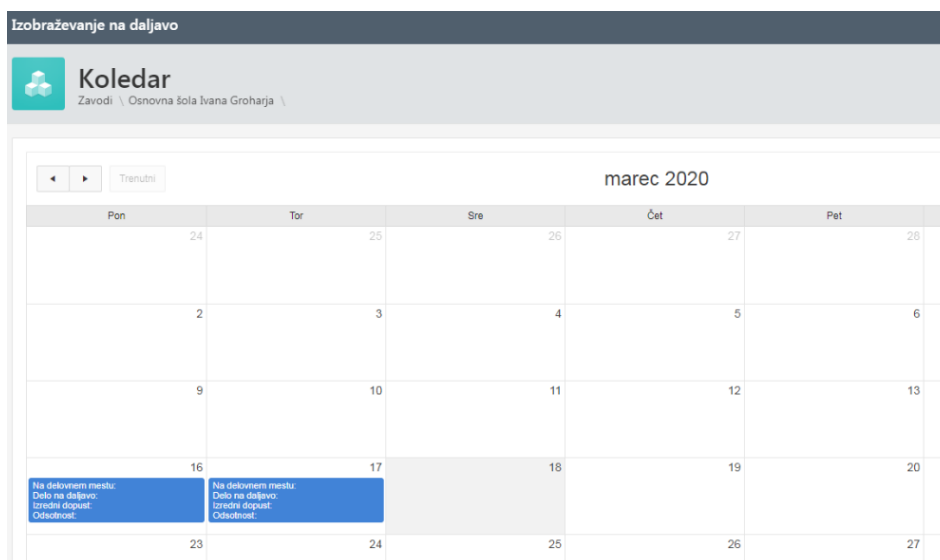 Izobraževanje na daljavo
Koledar
Zavodi \ Osnovna šola Ivana Groharja \
Trenutni
marec 2020
Pon Tor Sre Čet Pet
24 25 26 27 28
2 3 4 5 6
9 10 11 12 13
16 17 18 19 20
Na delovnem mestu: Na delovnem mestu:
Delo na daljavo: Delo na daljavo:
Izredni dopust: Izredni dopust:
Odsotnost: Odsotnost:
23 24 25 26 27